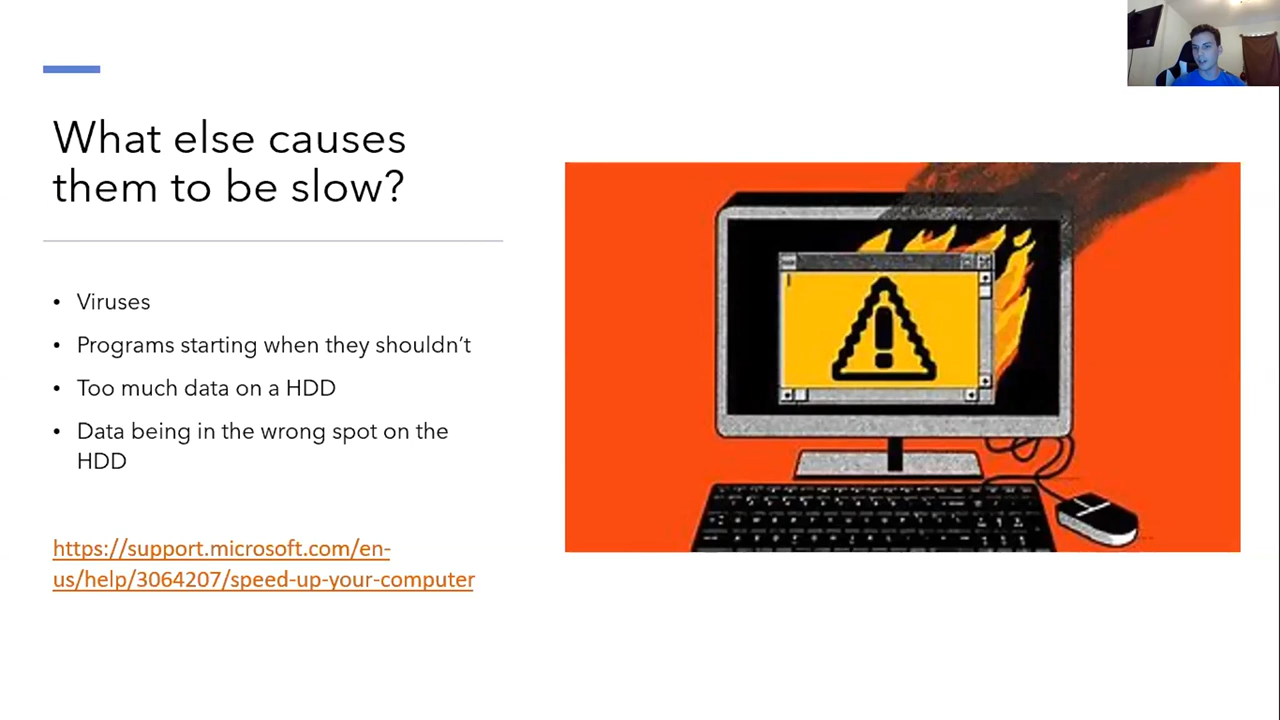 What else causes
them to be slow?
• Viruses
• Programs starting when they shouldn’t
• Too much data on a HDD
• Data being in the wrong spot on the
HDD
https://support.microsoft.com/en-
us/help/3064207/speed-up-your-computer